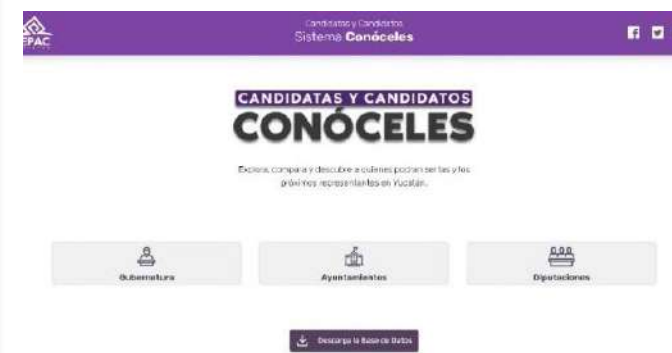 EPAC
Candidatas y Candidatos
Sistema Conóceles
CANDIDATAS Y CANDIDATOS
CONÓCELES
Explora, compara y descubre a quienes podrían ser las y los
próximos representantes en Yucatán.
Gubernatura
Ayuntamientos
Diputaciones
Descarga la Base de Datos